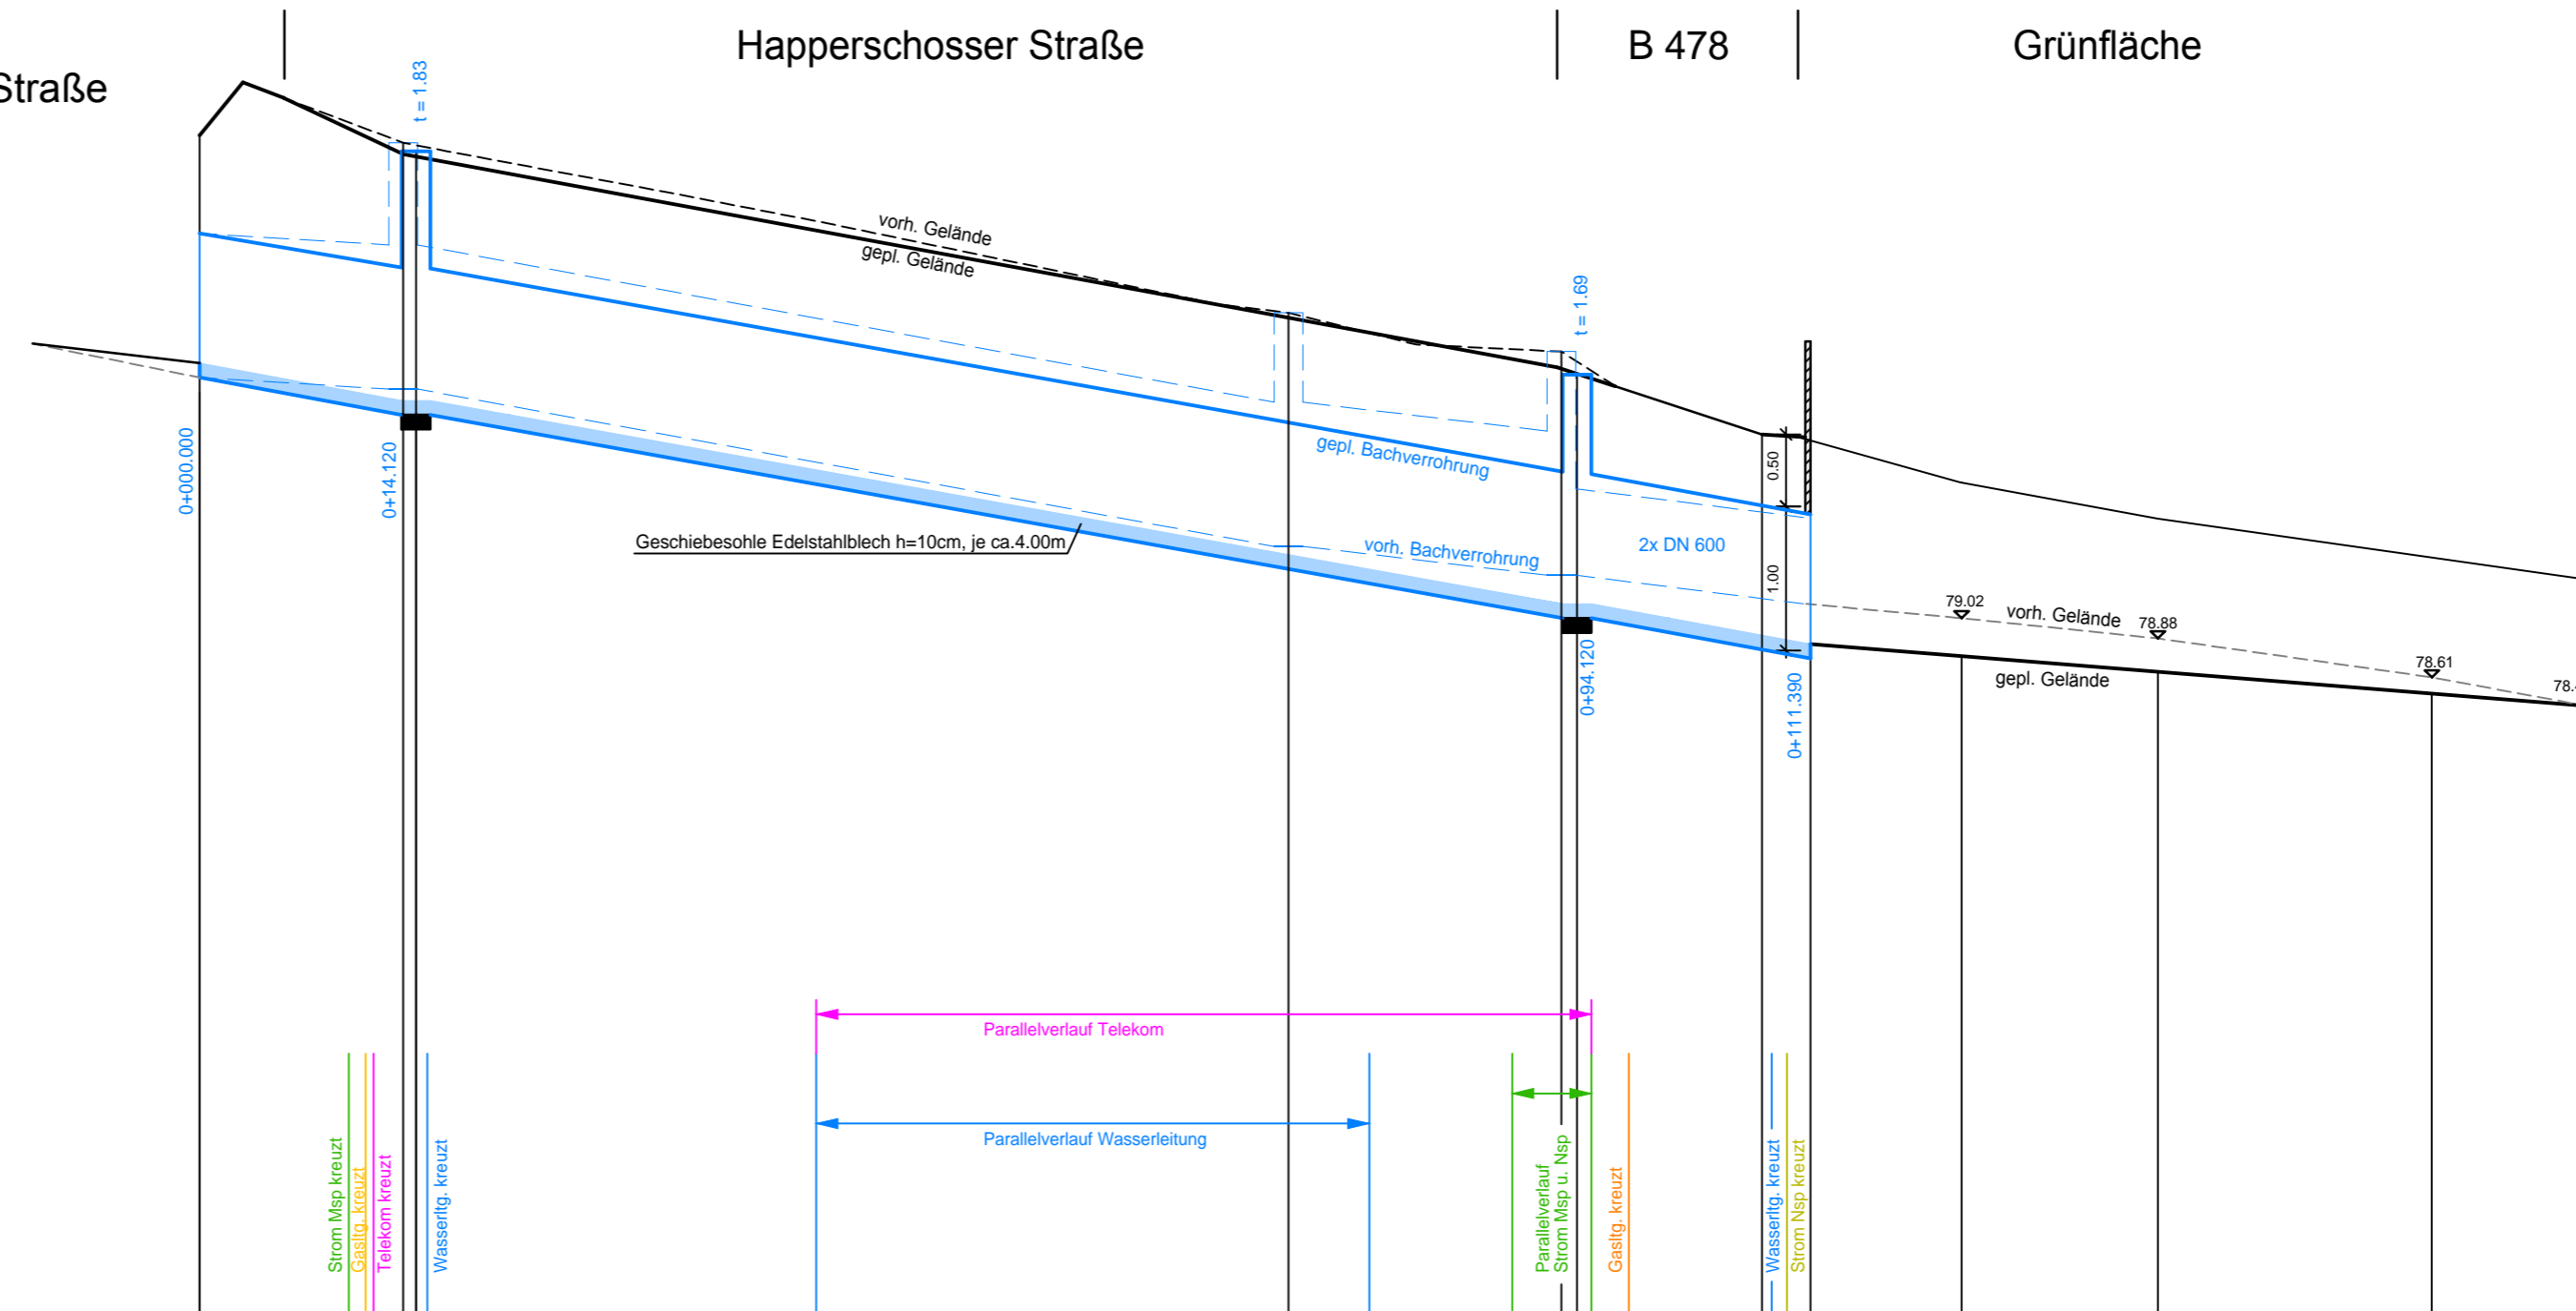 Happerschosser Straße
B 478
Grünfläche
Straße
t = 1.83
vorh. Gelände
gepl. Gelände
t = 1.69
0+000.000
0+14.120
gepl. Bachverrohrung
0.50
Geschiebesohle Edelstahlblech h=10cm, je ca.4.00m
vorh. Bachverrohrung
2x DN 600
1.00
79.02
vorh. Gelände
78.88
78.61
gepl. Gelände
0+94.120
0+111.390
Parallelverlauf Telekom
Parallelverlauf Wasserleitung
Strom Msp kreuzt
Gasltg. kreuzt
Telekom kreuzt
Wasserltg. kreuzt
Parallelverlauf
Strom Msp u. Nsp
Gasltg. kreuzt
Wasserltg. kreuzt
Strom Nsp kreuzt